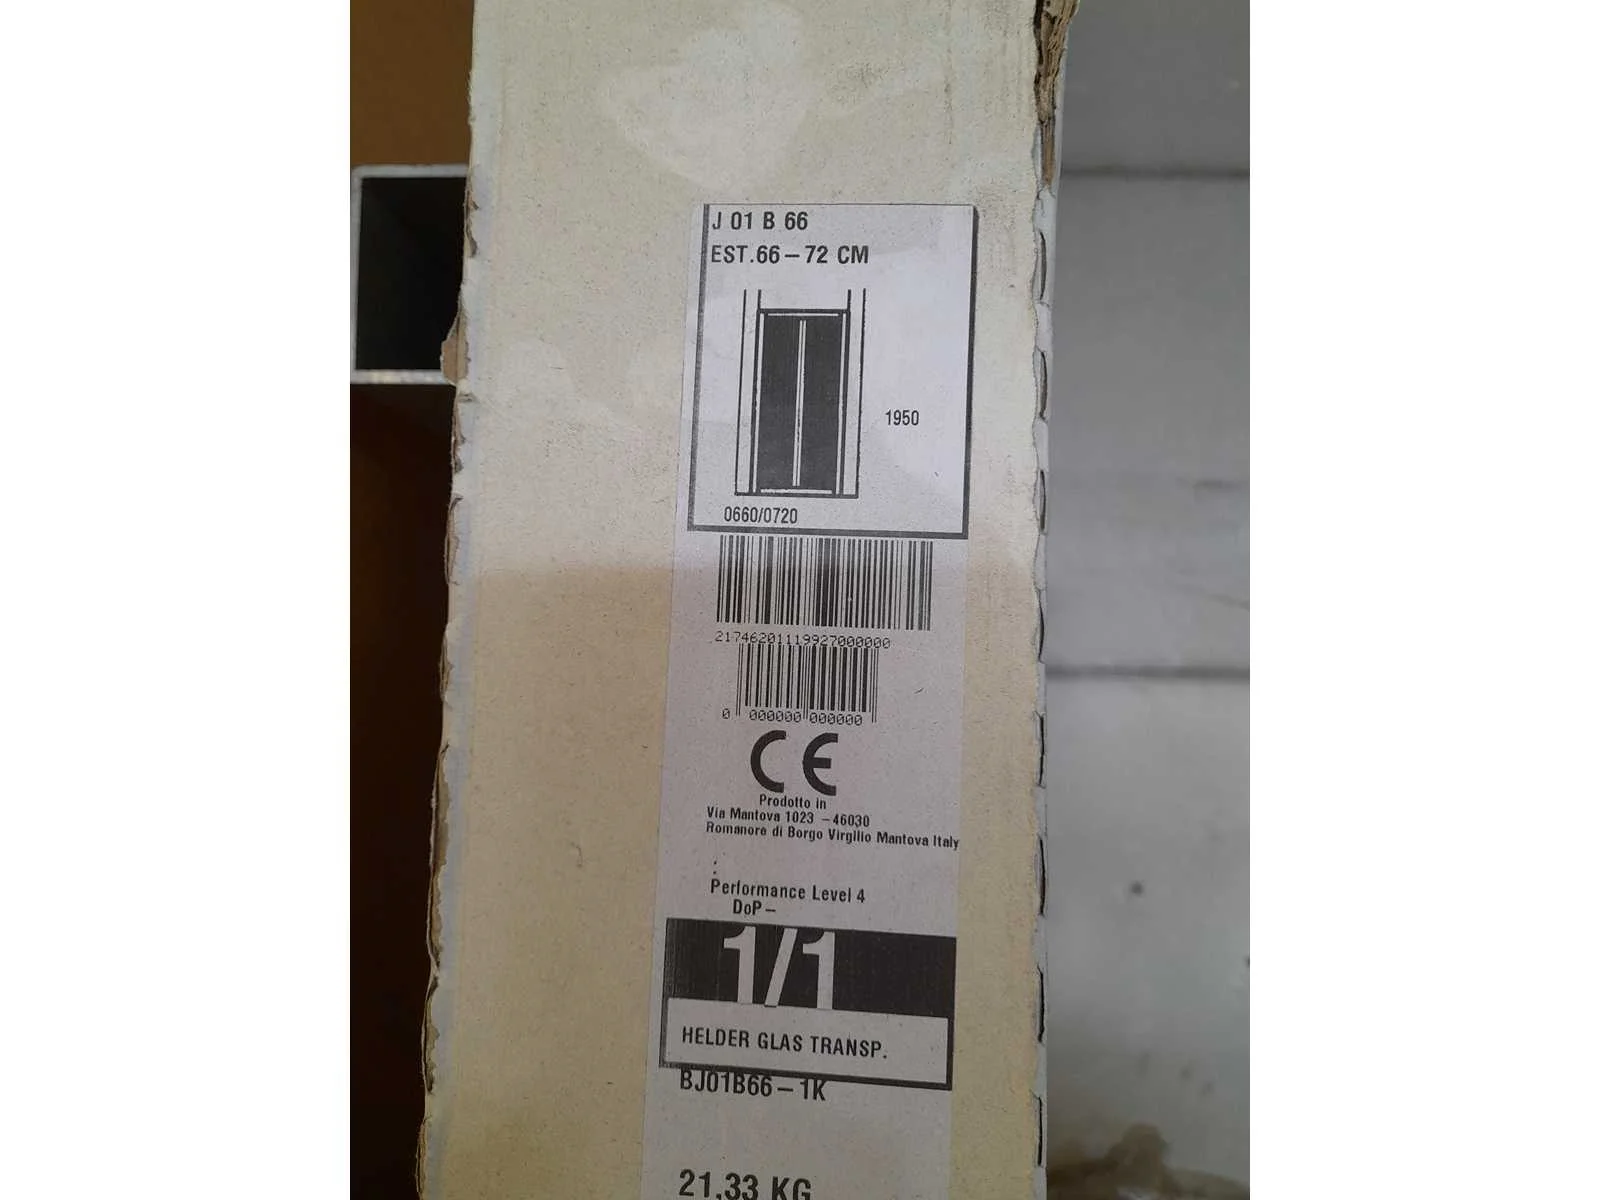 J 01 B 66
EST.66–72 CM
1950
0660/0720
21746201119927000000
0 000000 000000
CE
Prodotto in
Via Mantova 1023 –46030
Romanore di Borgo Virgilio Mantova Italy
:
Performance Level 4
DoP–
1/1
HELDER GLAS TRANSP.
BJ01B66–1K
21,33 KG